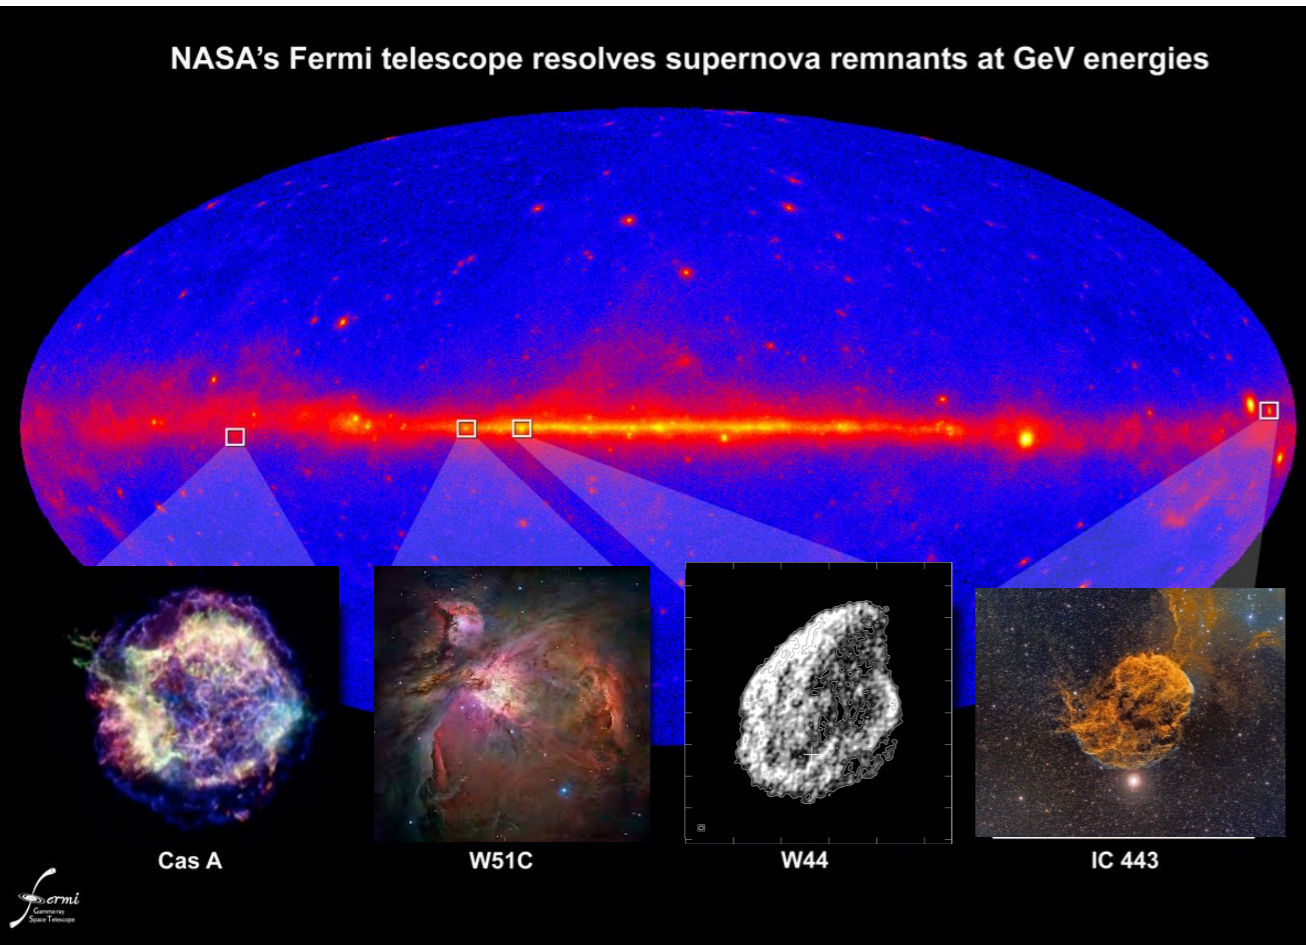 NASA’s Fermi telescope resolves supernova remnants at GeV energies
Cas A
W51C
W44
IC 443
Fermi
Gamma-ray
Space Telescope